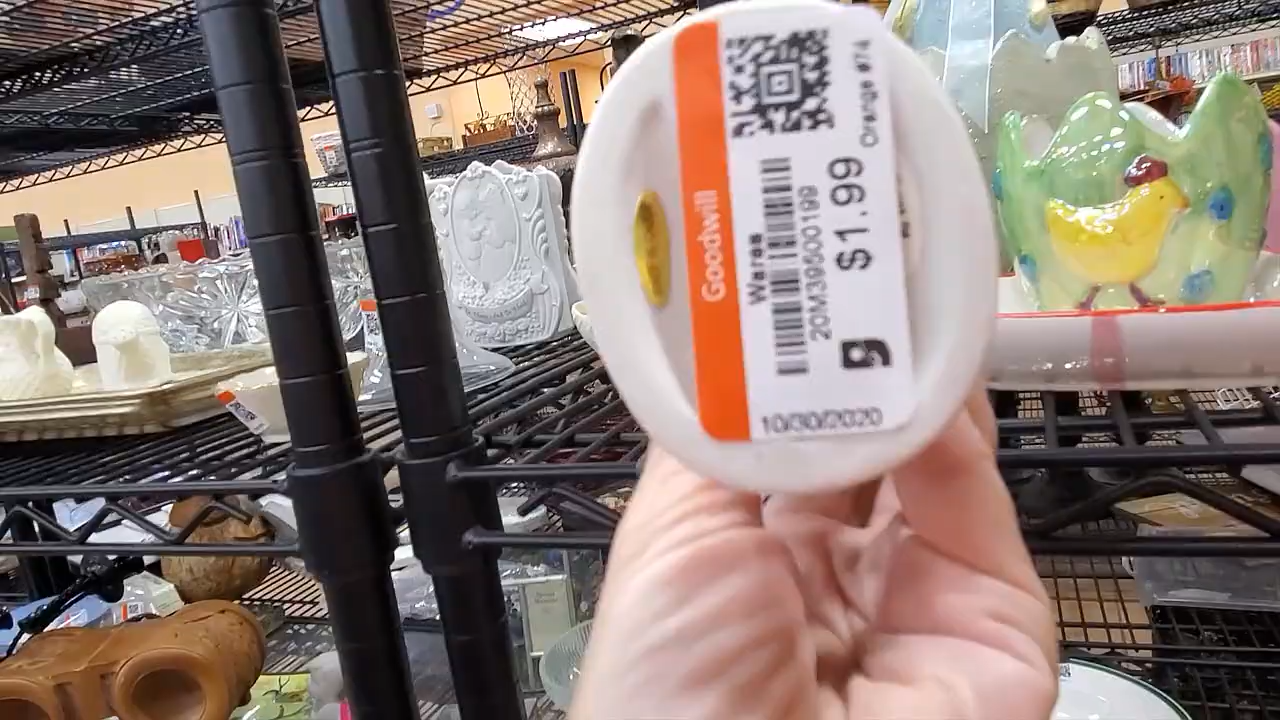 Goodwill
Wares
20M39500199
$1.99
Orange #74
g
10/30/2020